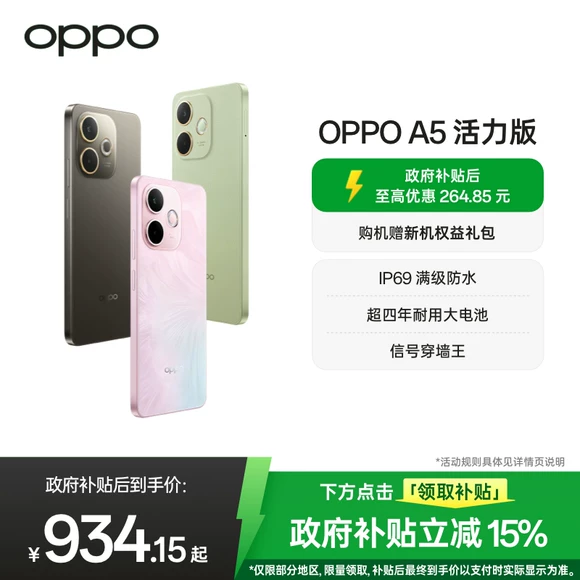 oppo
OPPO A5 活力版
政府补贴后
至高优惠 264.85 元
购机赠新机权益礼包
IP69 满级防水
超四年耐用大电池
信号穿墙王
oppo
oppo
oppo
*活动规则具体见详情页说明
政府补贴后到手价：
¥934.15起
下方点击「领取补贴」
政府补贴立减 15%
*仅限部分地区，限量领取，补贴后最终到手价以支付时实际显示为准。